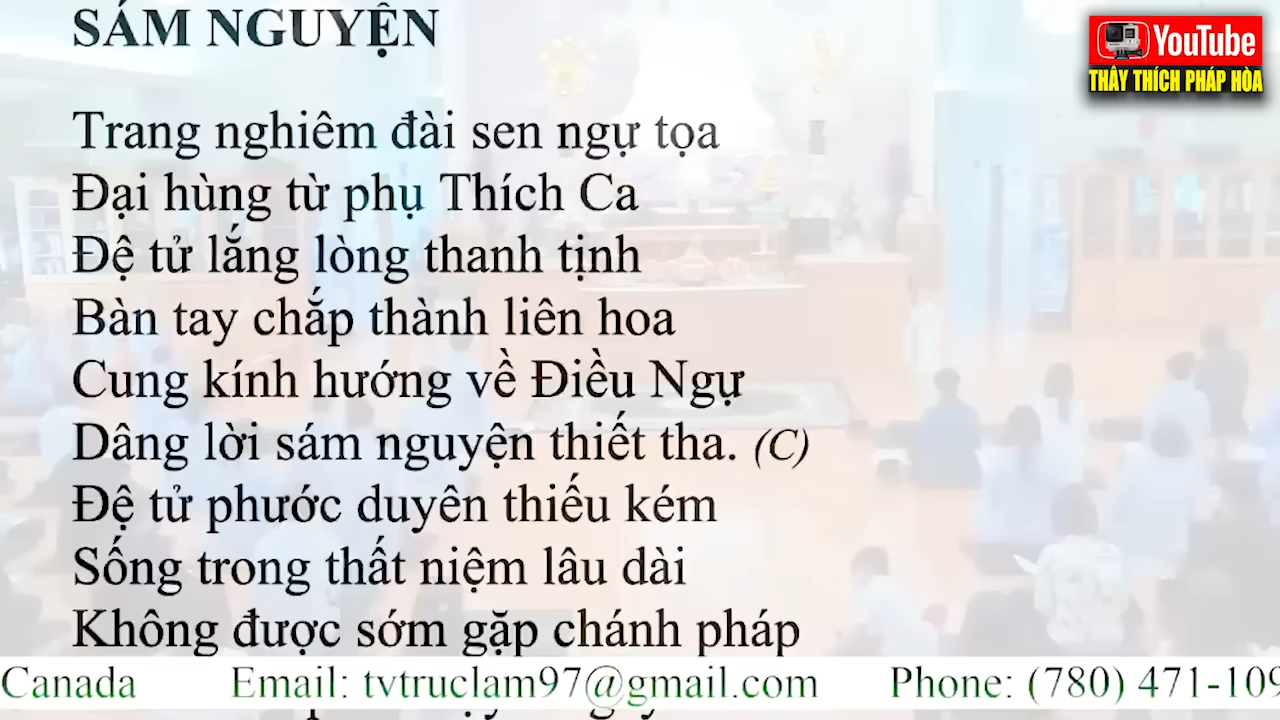 SÁM NGUYỆN
YouTube
THẦY THÍCH PHÁP HÒA
Trang nghiêm đài sen ngự tọa
Đại hùng từ phụ Thích Ca
Đệ tử lắng lòng thanh tịnh
Bàn tay chắp thành liên hoa
Cung kính hướng về Điều Ngự
Dâng lời sám nguyện thiết tha. (C)
Đệ tử phước duyên thiếu kém
Sống trong thất niệm lâu dài
Không được sớm gặp chánh pháp
Canada Email: tvtruclam97@gmail.com Phone: (780) 471-109